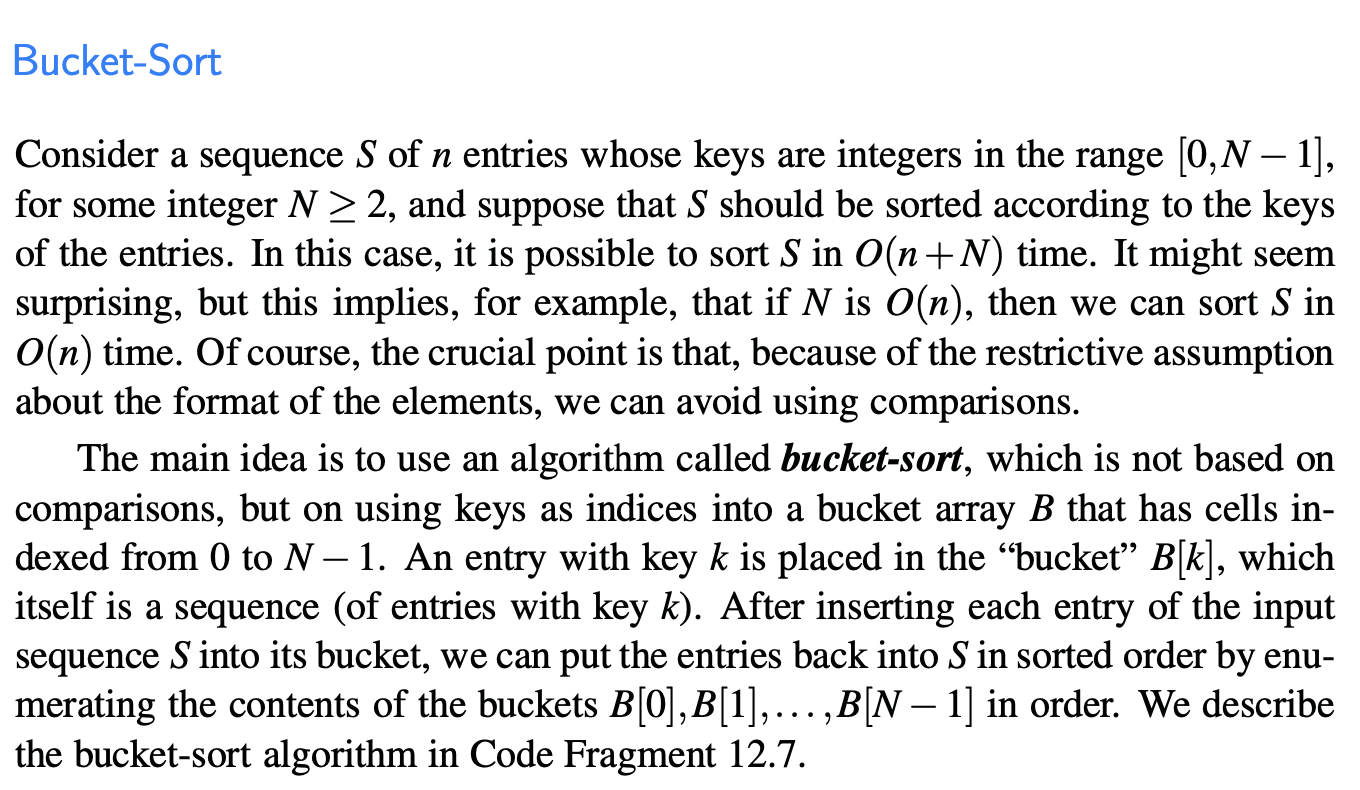 Bucket-Sort
Consider a sequence S of n entries whose keys are integers in the range [0,N − 1],
for some integer N ≥ 2, and suppose that S should be sorted according to the keys
of the entries. In this case, it is possible to sort S in O(n+N) time. It might seem
surprising, but this implies, for example, that if N is O(n), then we can sort S in
O(n) time. Of course, the crucial point is that, because of the restrictive assumption
about the format of the elements, we can avoid using comparisons.
The main idea is to use an algorithm called bucket-sort, which is not based on
comparisons, but on using keys as indices into a bucket array B that has cells in-
dexed from 0 to N − 1. An entry with key k is placed in the “bucket” B[k], which
itself is a sequence (of entries with key k). After inserting each entry of the input
sequence S into its bucket, we can put the entries back into S in sorted order by enu-
merating the contents of the buckets B[0],B[1],...,B[N − 1] in order. We describe
the bucket-sort algorithm in Code Fragment 12.7.